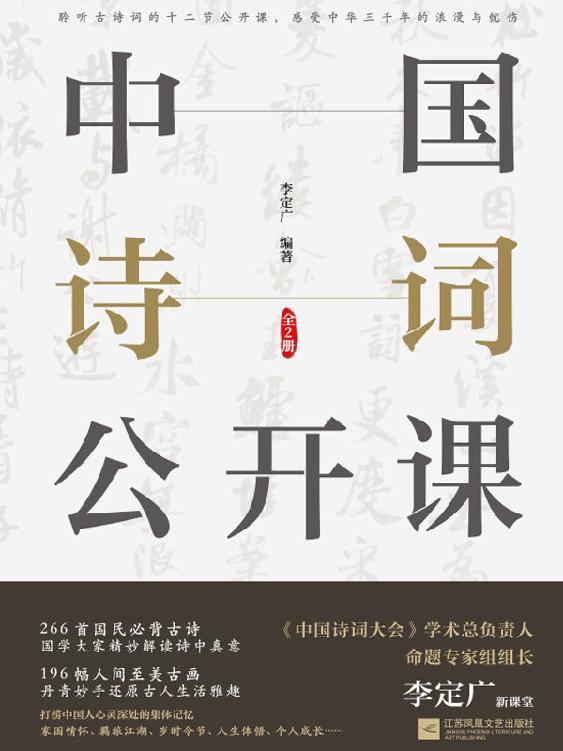 聆听古诗词的十二节公开课，感受中华三千年的浪漫与忧伤
中国
李定广 编著
诗词
全2册
公开课
266首国民必背古诗
国学大家精妙解读诗中真意
196幅人间至美古画
丹青妙手还原古人生活雅趣
打捞中国人心灵深处的集体记忆
家国情怀、羁旅江湖、岁时令节、人生体悟、个人成长……
《中国诗词大会》学术总负责人
命题专家组组长
李定广 新课堂
江苏凤凰文艺出版社
JIANGSU PHOENIX LITERATURE AND
ART PUBLISHING